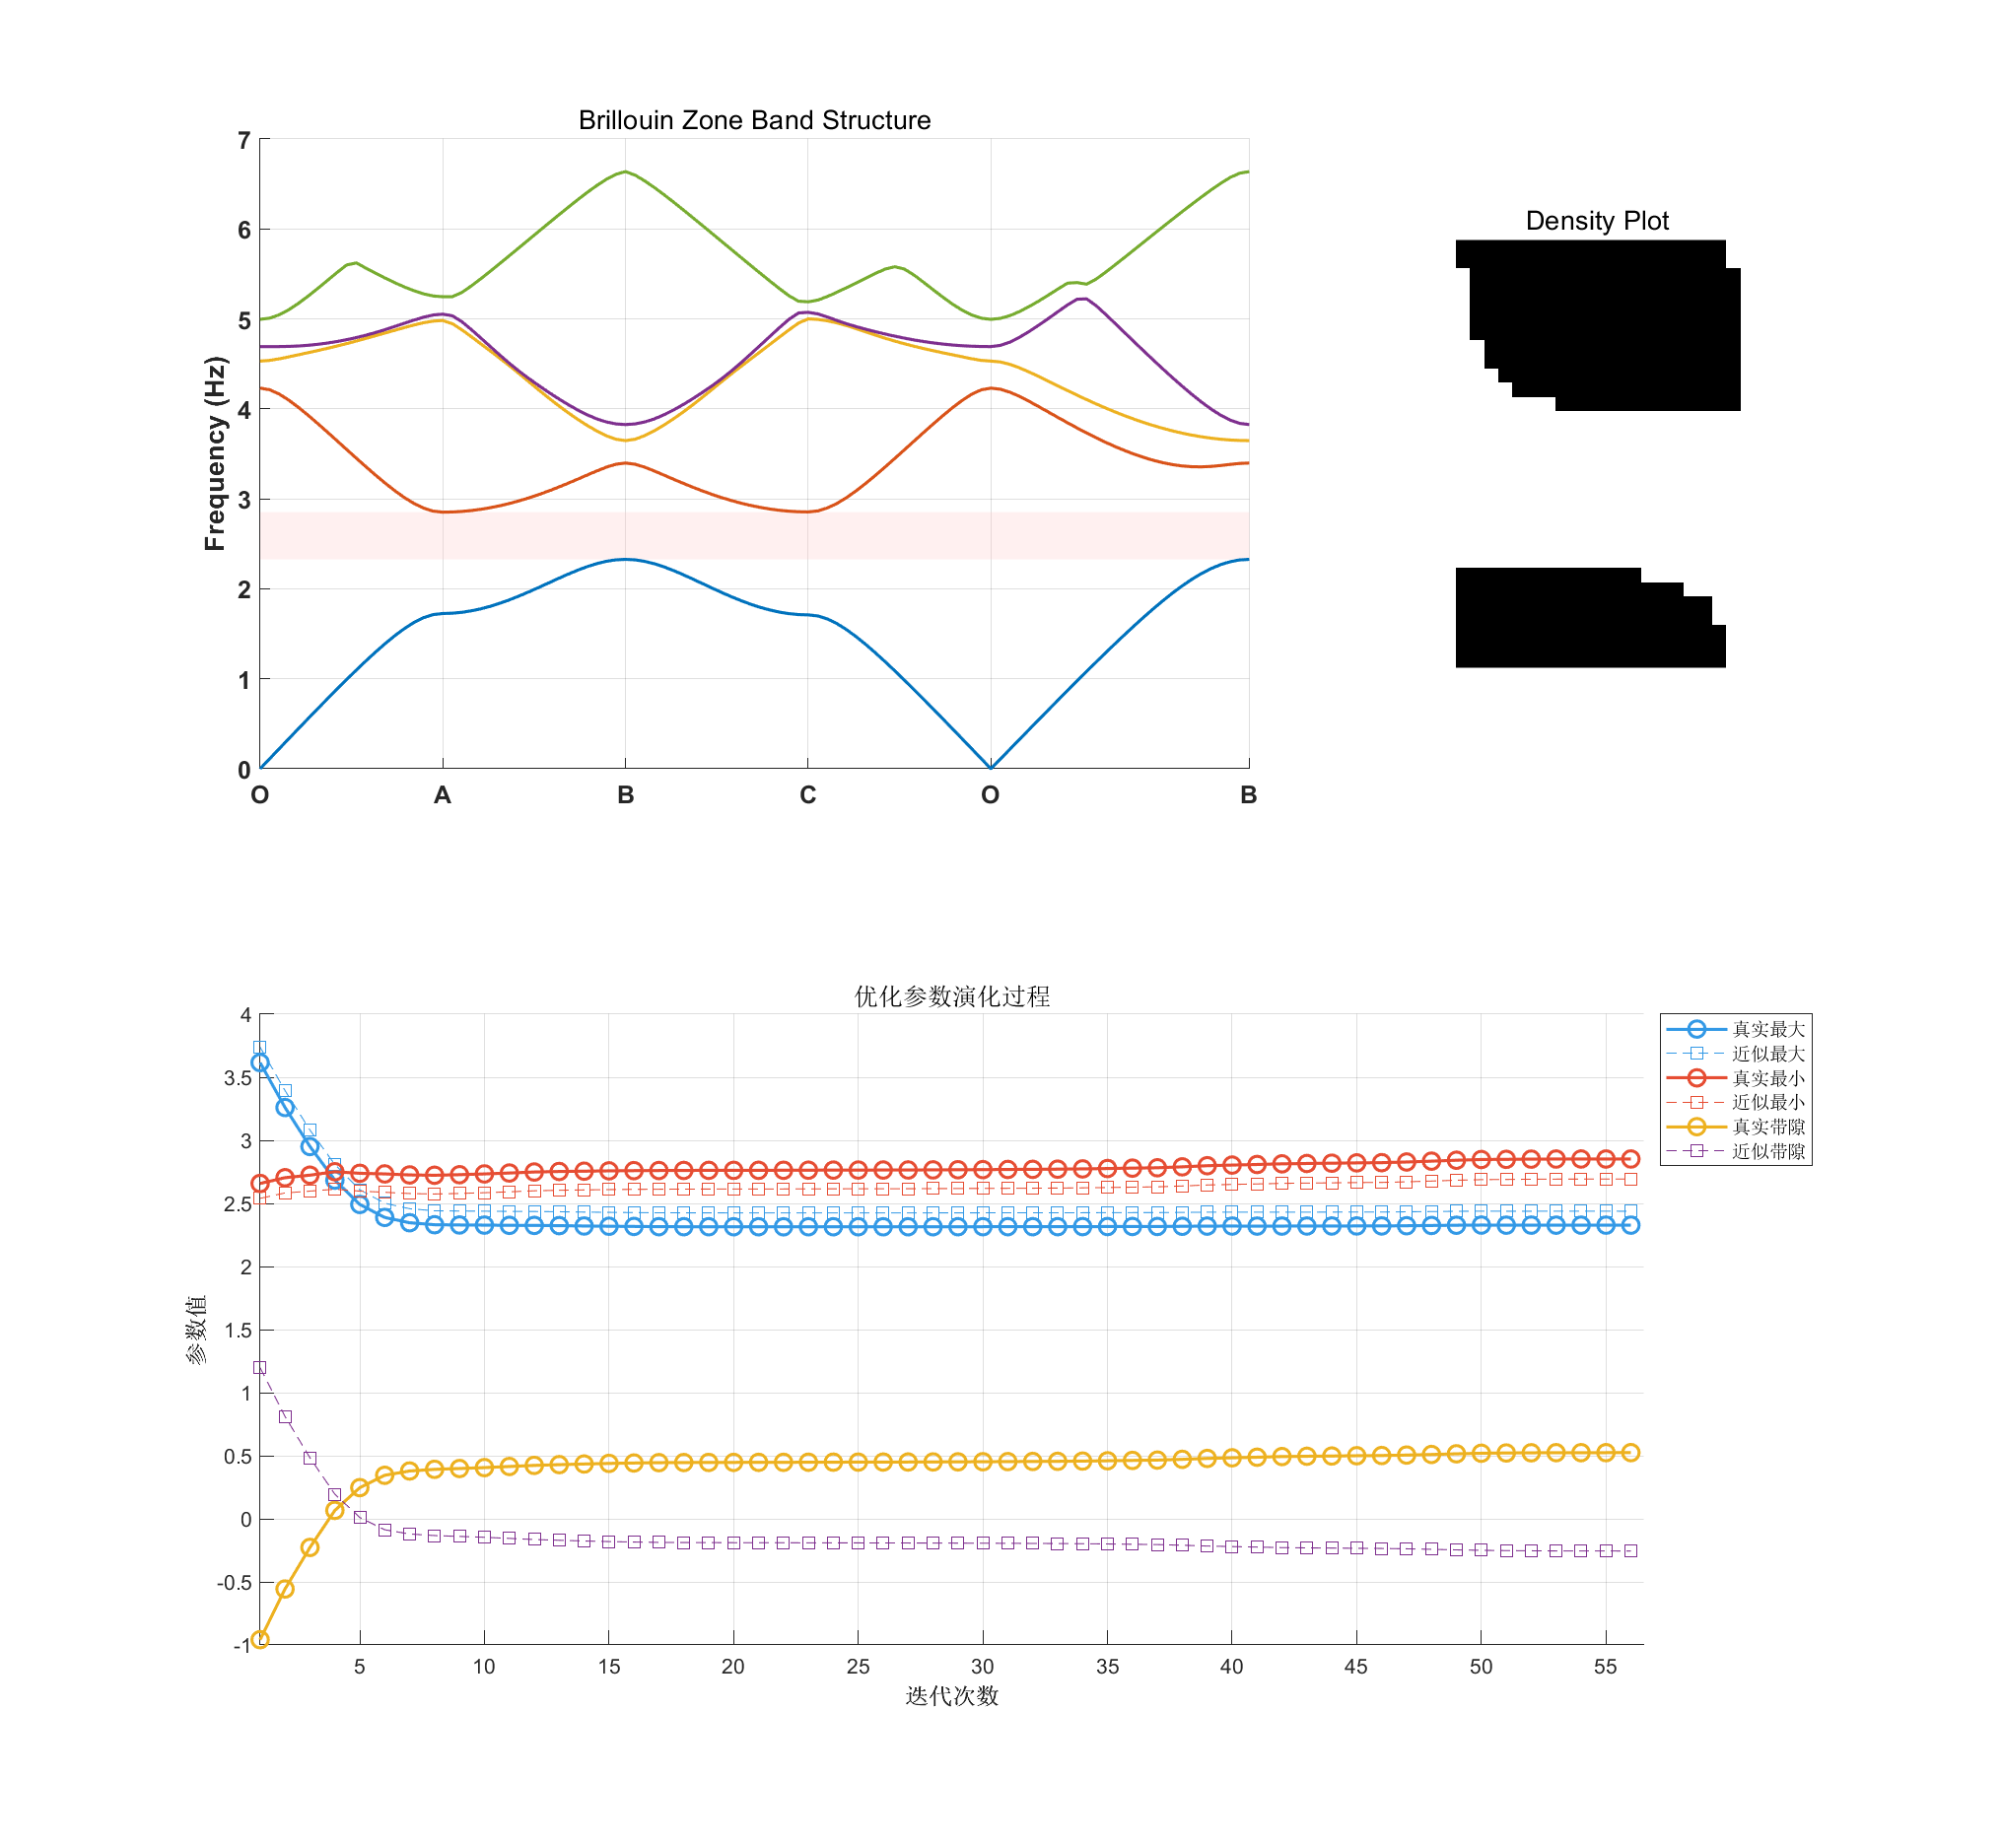 Brillouin Zone Band Structure
7
6
5
4
3
2
1
0
Frequency (Hz)
O A B C O B
Density Plot
优化参数演化过程
4
3.5
3
2.5
2
1.5
1
0.5
0
-0.5
-1
参数值
5 10 15 20 25 30 35 40 45 50 55
迭代次数
真实最大
近似最大
真实最小
近似最小
真实带隙
近似带隙